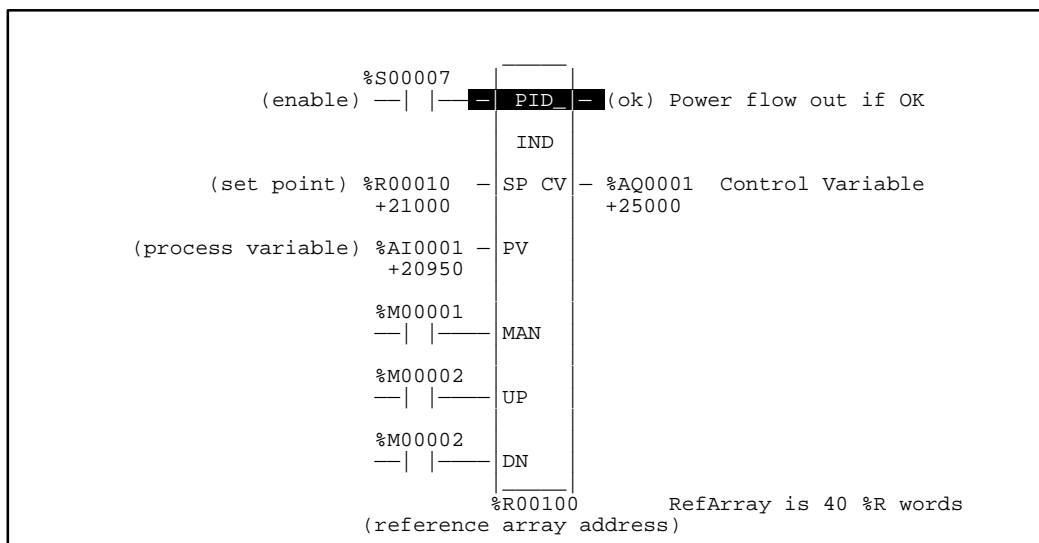 %S00007
(enable) PID_ (ok) Power flow out if OK
IND
(set point) %R00010 SP CV %AQ0001 Control Variable
+21000 +25000
(process variable) %AI0001 PV
+20950
%M00001
MAN
%M00002
UP
%M00002
DN
%R00100 RefArray is 40 %R words
(reference array address)